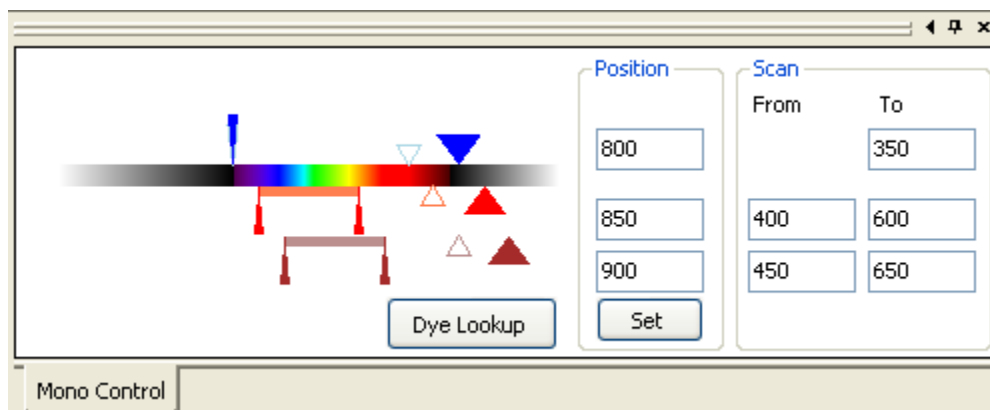 Position
Scan
From To
800
350
850
400
600
900
450
650
Dye Lookup
Set
Mono Control